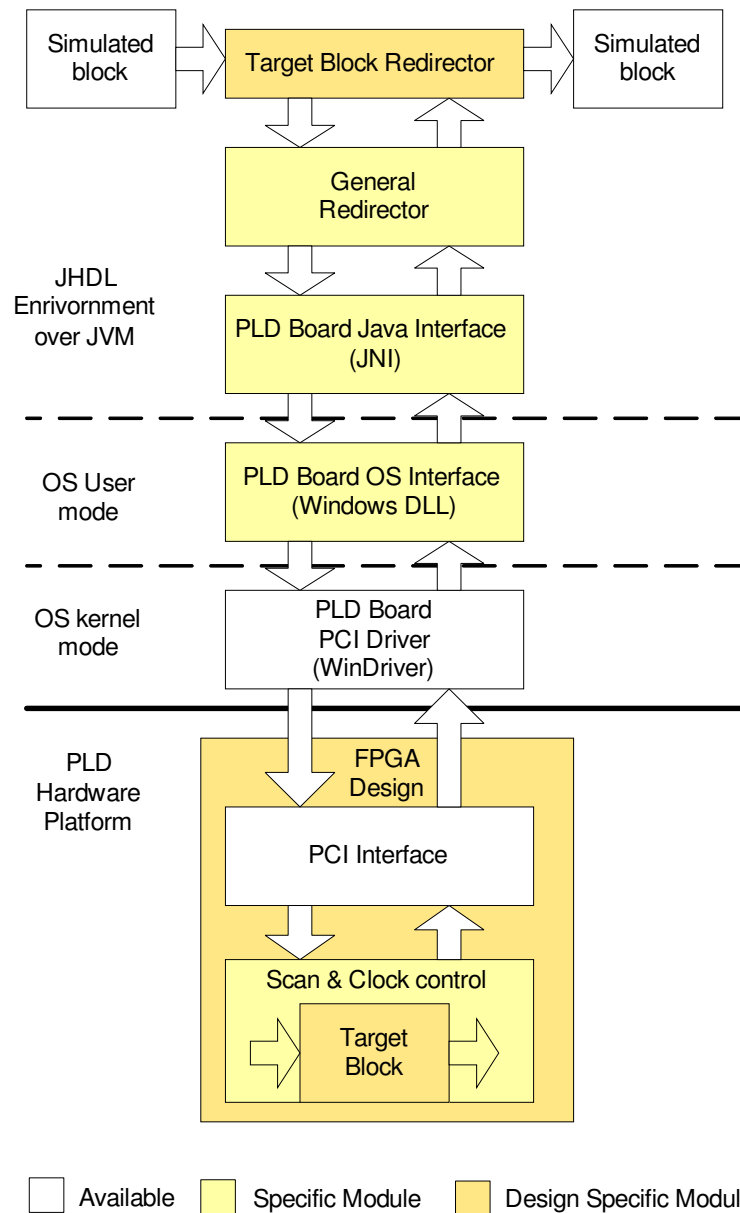 Simulated
block
Target Block Redirector
Simulated
block
General
Redirector
JHDL
Enrivornment
over JVM
PLD Board Java Interface
(JNI)
OS User
mode
PLD Board OS Interface
(Windows DLL)
OS kernel
mode
PLD Board
PCI Driver
(WinDriver)
PLD
Hardware
Platform
FPGA
Design
PCI Interface
Scan & Clock control
Target
Block
Available
Specific Module
Design Specific Modul